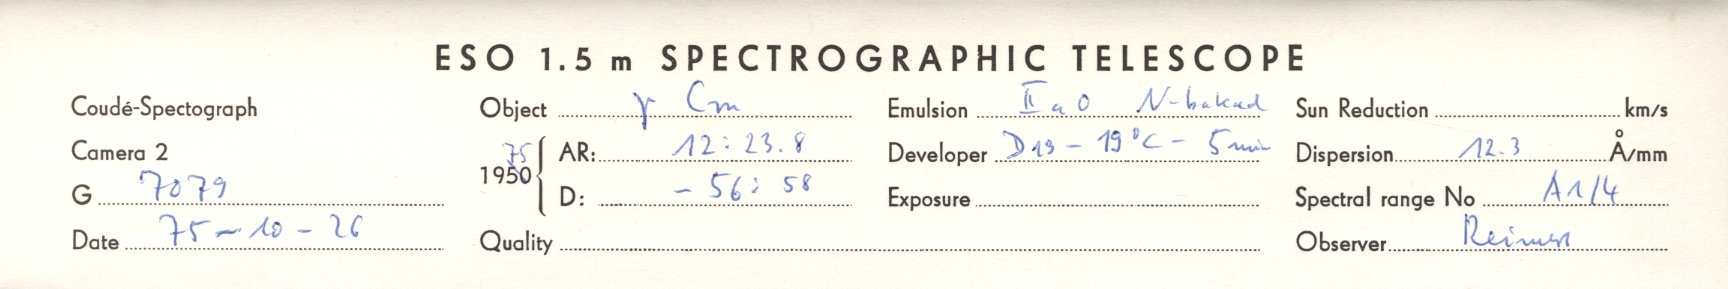 ESO 1.5 m SPECTROGRAPHIC TELESCOPE
Coudé-Spectograph Object γ Cru Emulsion IIaO N-baked Sun Reduction km/s
Camera 2 1950 75 AR: 12:23.8 Developer D19 - 19°C - 5 min Dispersion 12.3 Å/mm
G 7079 D: - 56:58 Exposure Spectral range No A1/4
Date 75-10-26 Quality Observer Reimers